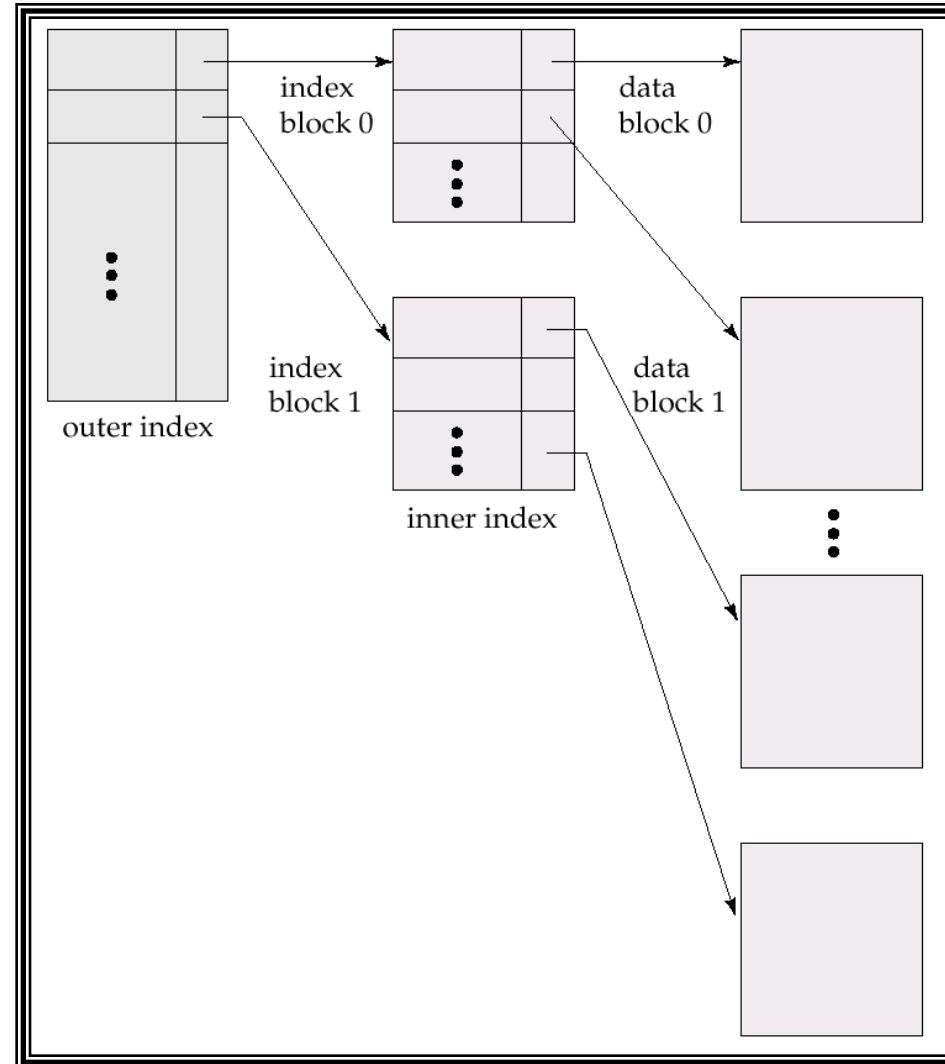 index
block 0
data
block 0
index
block 1
data
block 1
outer index
inner index